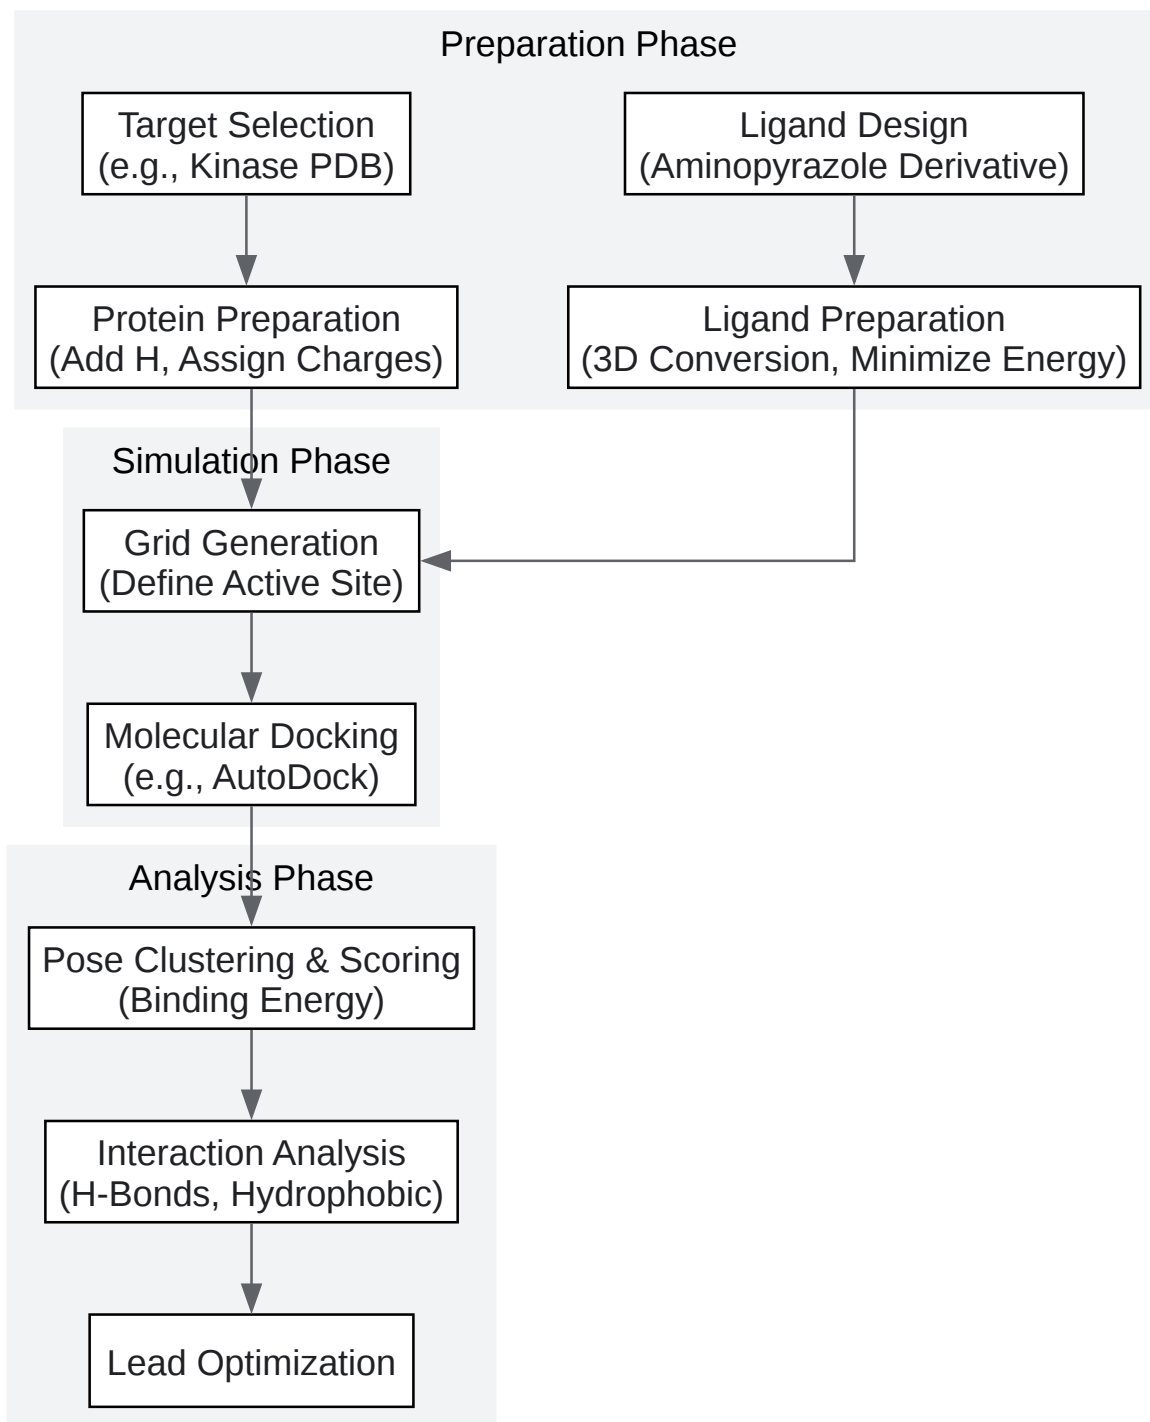 Preparation Phase
Target Selection
(e.g., Kinase PDB)
Ligand Design
(Aminopyrazole Derivative)
Protein Preparation
(Add H, Assign Charges)
Ligand Preparation
(3D Conversion, Minimize Energy)
Simulation Phase
Grid Generation
(Define Active Site)
Molecular Docking
(e.g., AutoDock)
Analysis Phase
Pose Clustering & Scoring
(Binding Energy)
Interaction Analysis
(H-Bonds, Hydrophobic)
Lead Optimization